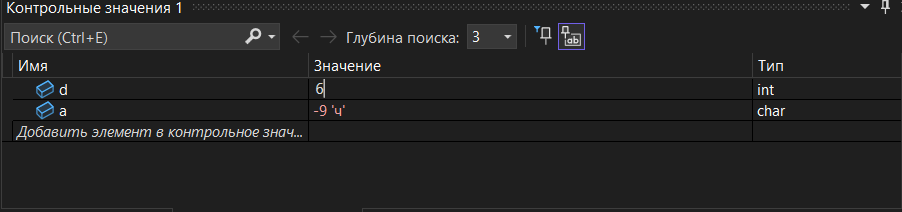 Контрольные значения 1
Поиск (Ctrl+E) Глубина поиска: 3
Имя Значение Тип
d 6 int
a -9 'ч' char
Добавить элемент в контрольное знач...